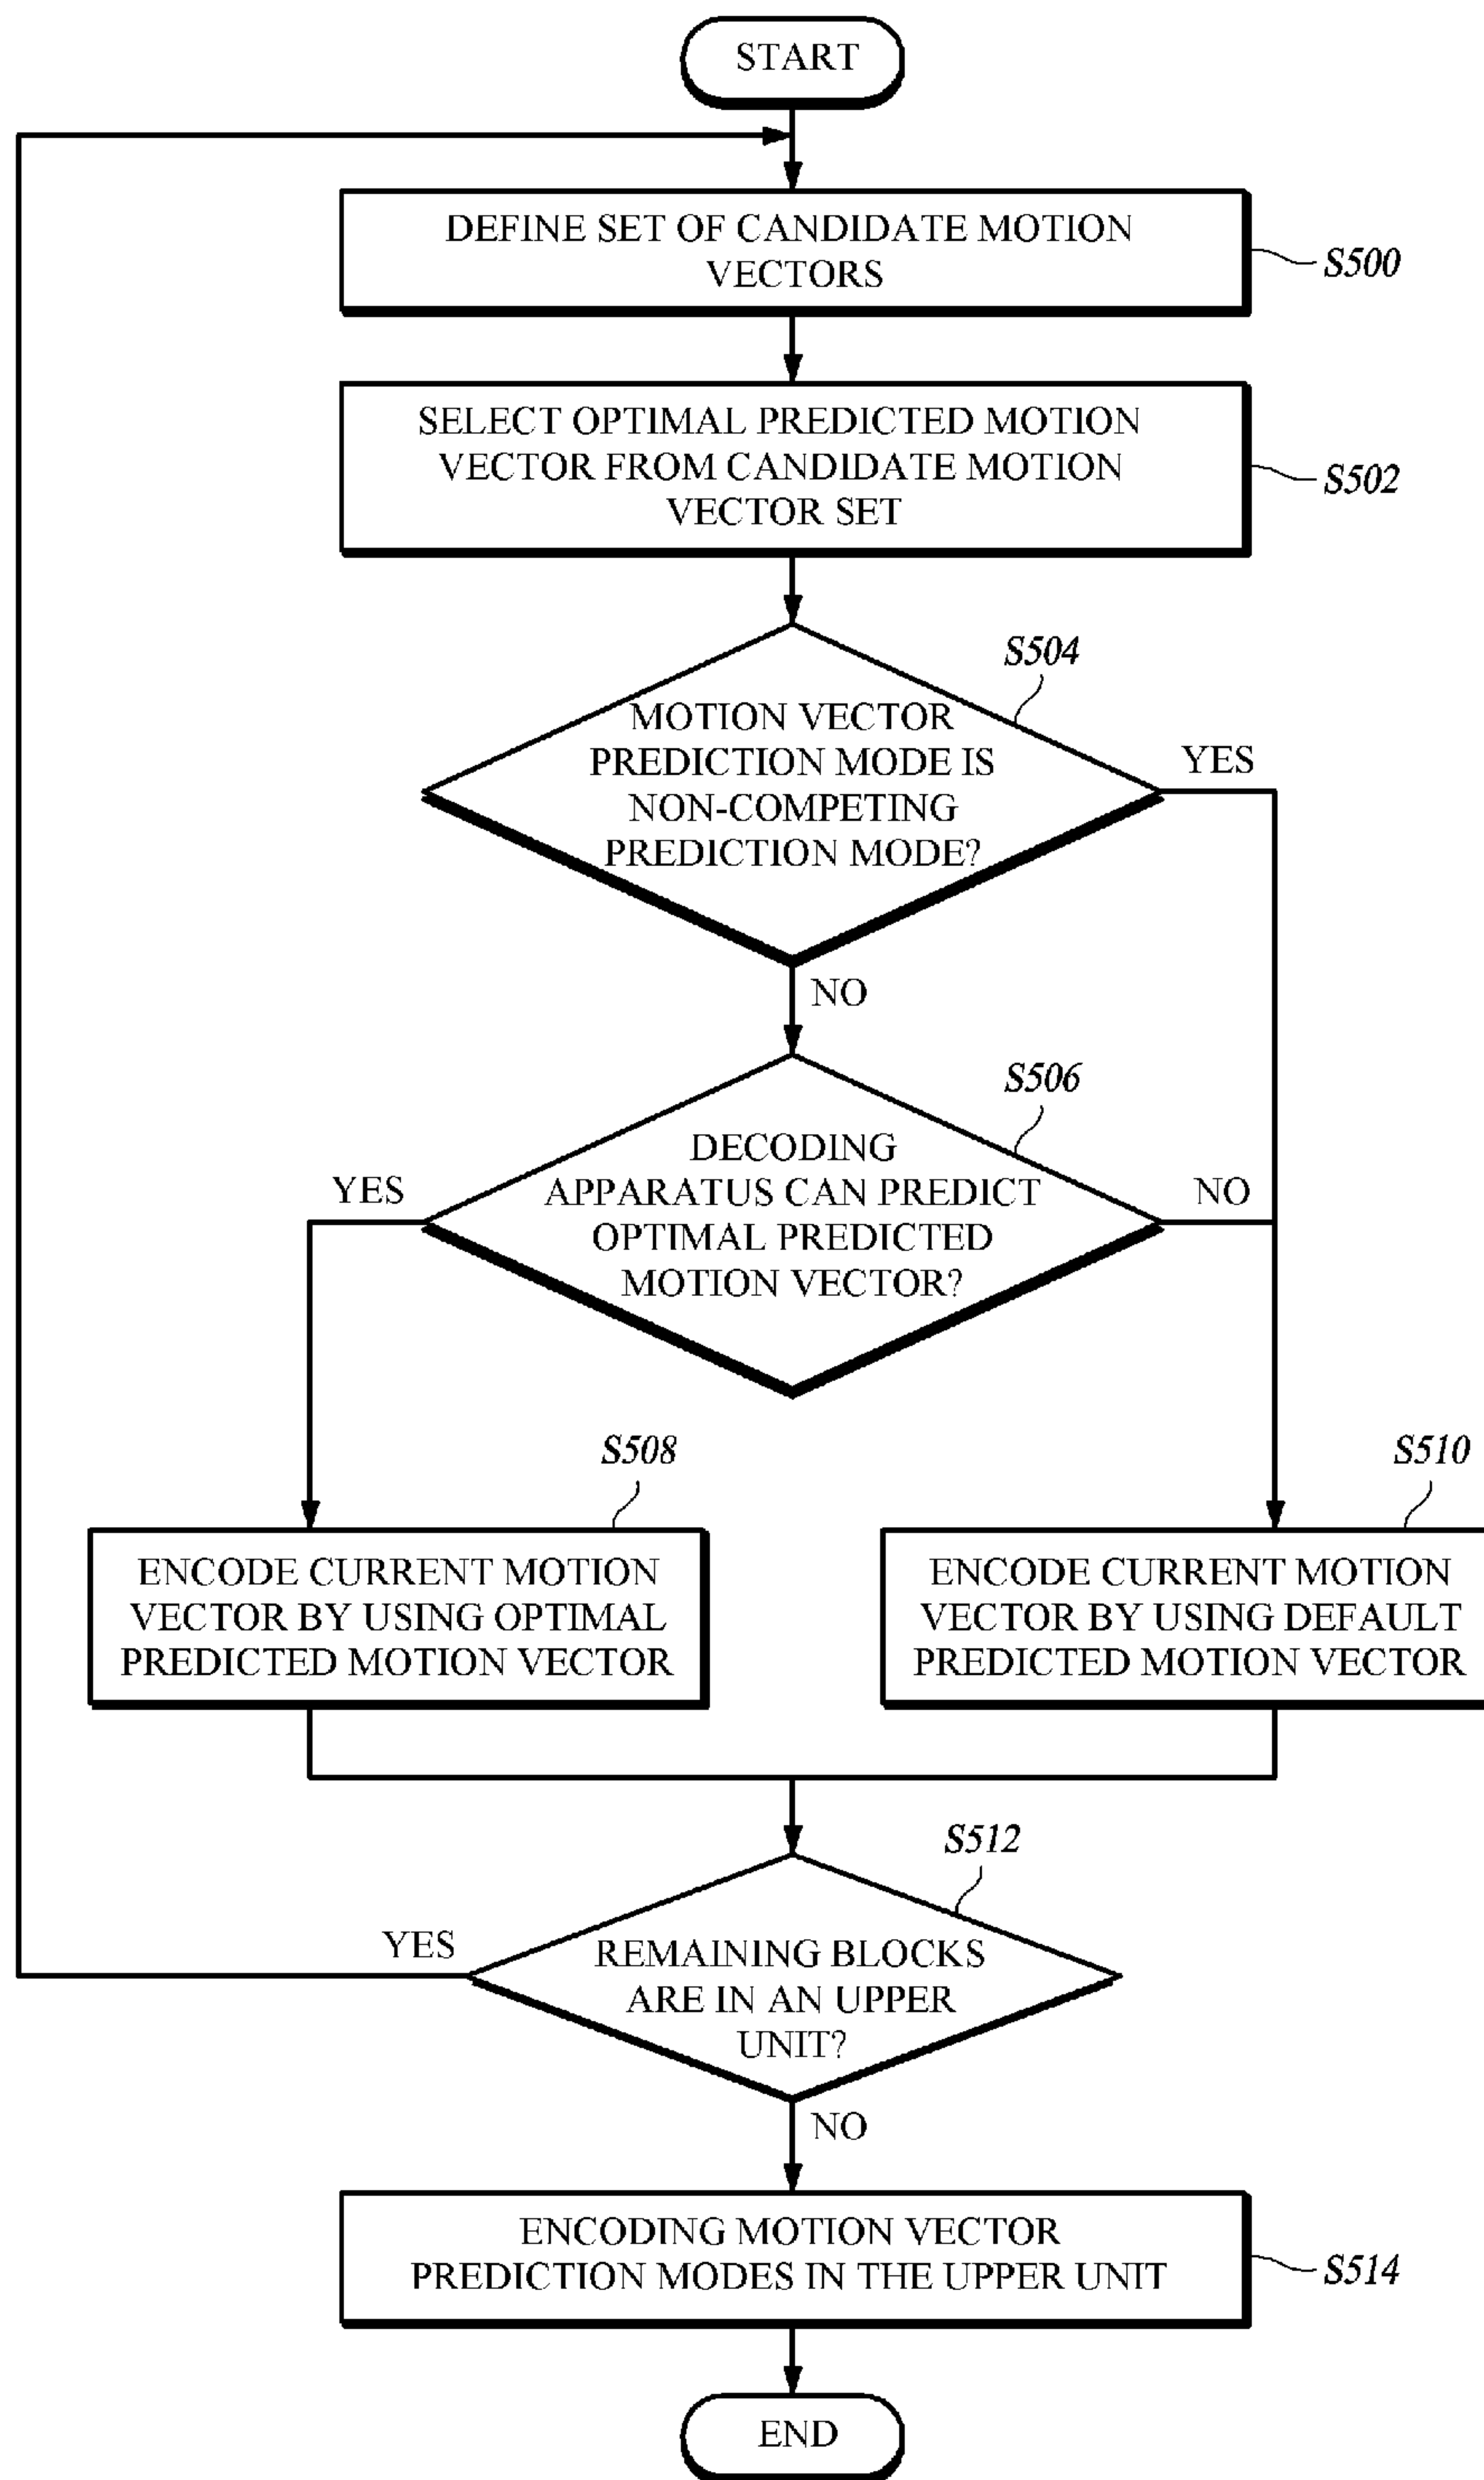 START
DEFINE SET OF CANDIDATE MOTION
VECTORS
S500
SELECT OPTIMAL PREDICTED MOTION
VECTOR FROM CANDIDATE MOTION
VECTOR SET
S502
S504
MOTION VECTOR
PREDICTION MODE IS
NON-COMPETING
PREDICTION MODE?
YES
NO
S506
DECODING
APPARATUS CAN PREDICT
OPTIMAL PREDICTED
MOTION VECTOR?
YES
NO
S508
ENCODE CURRENT MOTION
VECTOR BY USING OPTIMAL
PREDICTED MOTION VECTOR
S510
ENCODE CURRENT MOTION
VECTOR BY USING DEFAULT
PREDICTED MOTION VECTOR
S512
YES
REMAINING BLOCKS
ARE IN AN UPPER
UNIT?
NO
ENCODING MOTION VECTOR
PREDICTION MODES IN THE UPPER UNIT
S514
END